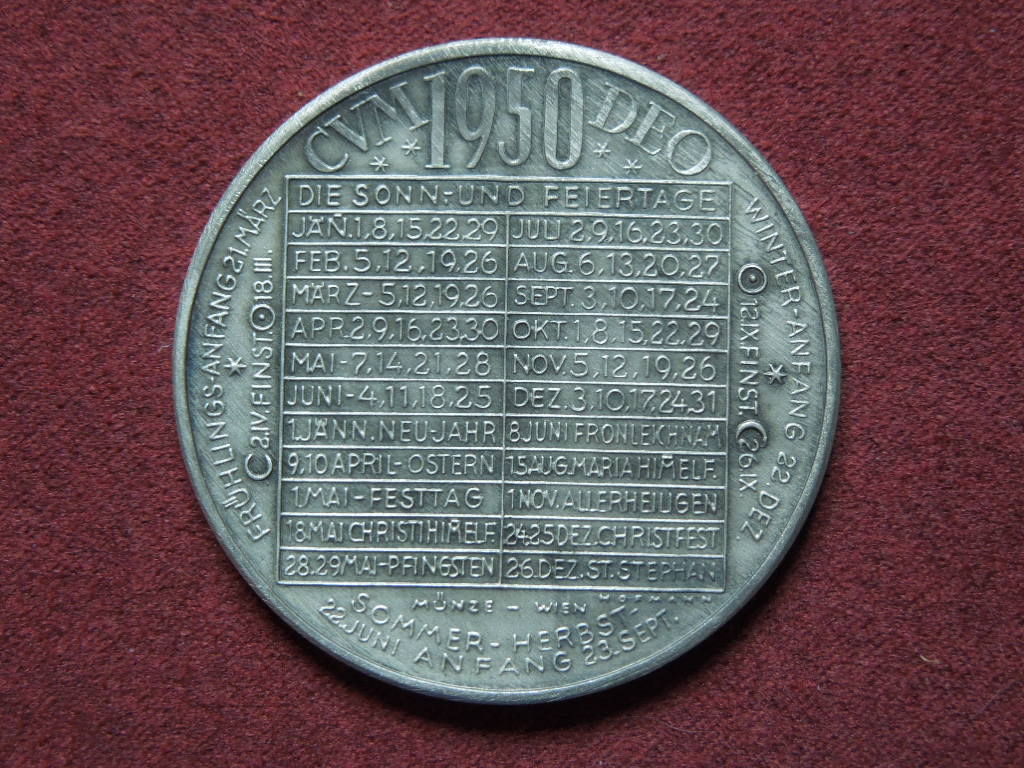 CVM 1950 DEO
DIE SONN- UND FEIERTAGE
JÄN. 1,8,15,22,29
JULI 2,9,16,23,30
FEB. 5,12,19,26
AUG. 6,13,20,27
MÄRZ - 5,12,19,26
SEPT. 3,10,17,24
APR. 2,9,16,23,30
OKT. 1,8,15,22,29
MAI - 7,14,21,28
NOV. 5,12,19,26
JUNI - 4,11,18,25
DEZ. 3,10,17,24,31
1.JÄNN. NEUJAHR
8 JUNI FRONLEICHNAM
9,10 APRIL - OSTERN
15.AUG. MARIA HIMELF.
1.MAI - FESTTAG
1.NOV. ALLERHEILIGEN
18.MAI CHRISTI HIMELF.
24.25 DEZ. CHRISTFEST
28.29 MAI - PFINGSTEN
26.DEZ. ST. STEPHAN
FRÜHLINGS-ANFANG 21.MÄRZ
2.IV. FINST. 18.III.
WINTER-ANFANG 22.DEZ.
12.IX FINST. 26.IX
MÜNZE - WIEN HOFMANN
SOMMER - HERBST-
22.JUNI ANFANG 23.SEPT.